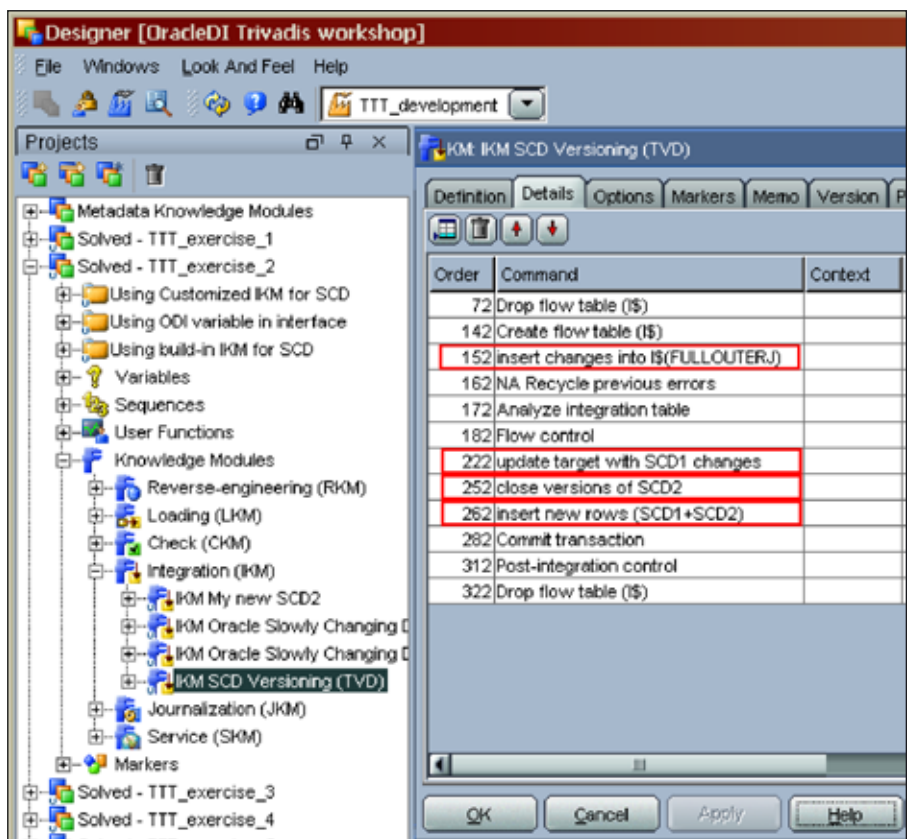 Designer [OracleDI Trivadis workshop]
File Windows Look And Feel Help
TTT_development
Projects
Metadata Knowledge Modules
Solved - TTT_exercise_1
Solved - TTT_exercise_2
Using Customized IKM for SCD
Using ODI variable in interface
Using build-in IKM for SCD
Variables
Sequences
User Functions
Knowledge Modules
Reverse-engineering (RKM)
Loading (LKM)
Check (CKM)
Integration (IKM)
IKM My new SCD2
IKM Oracle Slowly Changing D
IKM Oracle Slowly Changing D
IKM SCD Versioning (TVD)
Journalization (JKM)
Service (SKM)
Markers
Solved - TTT_exercise_3
Solved - TTT_exercise_4
KM: IKM SCD Versioning (TVD)
Definition Details Options Markers Memo Version P
Order Command Context
72 Drop flow table (I$)
142 Create flow table (I$)
152 insert changes into I$(FULLOUTERJ)
162 NA Recycle previous errors
172 Analyze integration table
182 Flow control
222 update target with SCD1 changes
252 close versions of SCD2
262 insert new rows (SCD1+SCD2)
282 Commit transaction
312 Post-integration control
322 Drop flow table (I$)
OK Cancel Apply Help